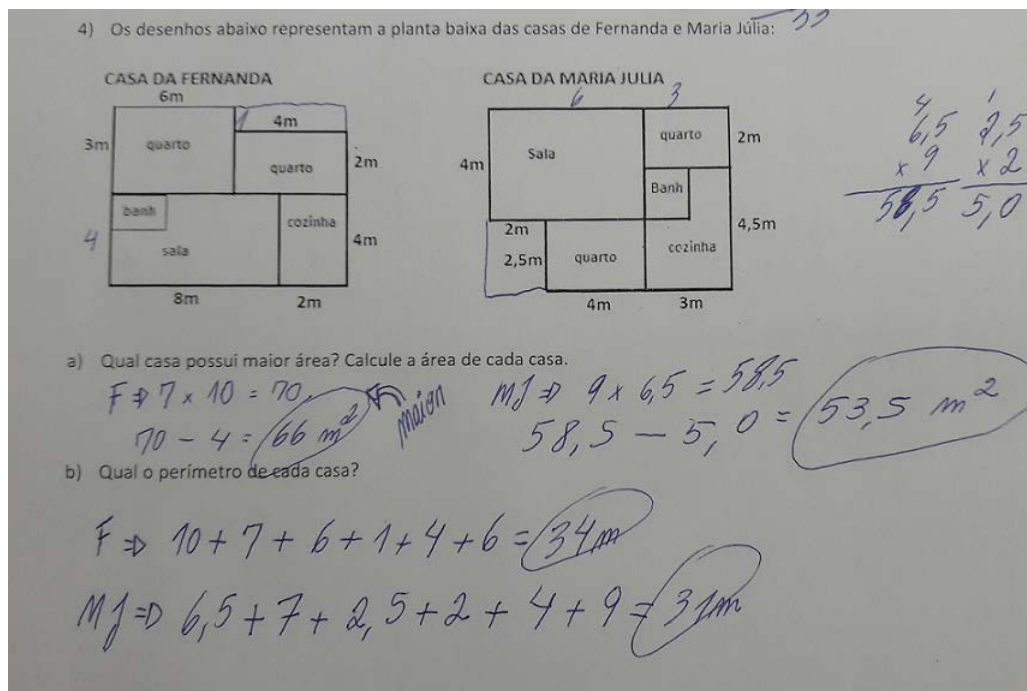 4) Os desenhos abaixo representam a planta baixa das casas de Fernanda e Maria Júlia:
CASA DA FERNANDA
6m
4m
3m
quarto
quarto
2m
banh
cozinha
4
sala
4m
8m
2m
CASA DA MARIA JULIA
6
3
4m
Sala
quarto
2m
Banh
2m
4,5m
2,5m
quarto
cozinha
4m
3m
4 1
6,5 2,5
x 9 x 2
58,5 5,0
a) Qual casa possui maior área? Calcule a área de cada casa.
F ⇒ 7 x 10 = 70
70 - 4 = 66 m²
maior
MJ ⇒ 9 x 6,5 = 58,5
58,5 - 5,0 = 53,5 m²
b) Qual o perímetro de cada casa?
F ⇒ 10 + 7 + 6 + 1 + 4 + 6 = 34m
MJ ⇒ 6,5 + 7 + 2,5 + 2 + 4 + 9 = 31m